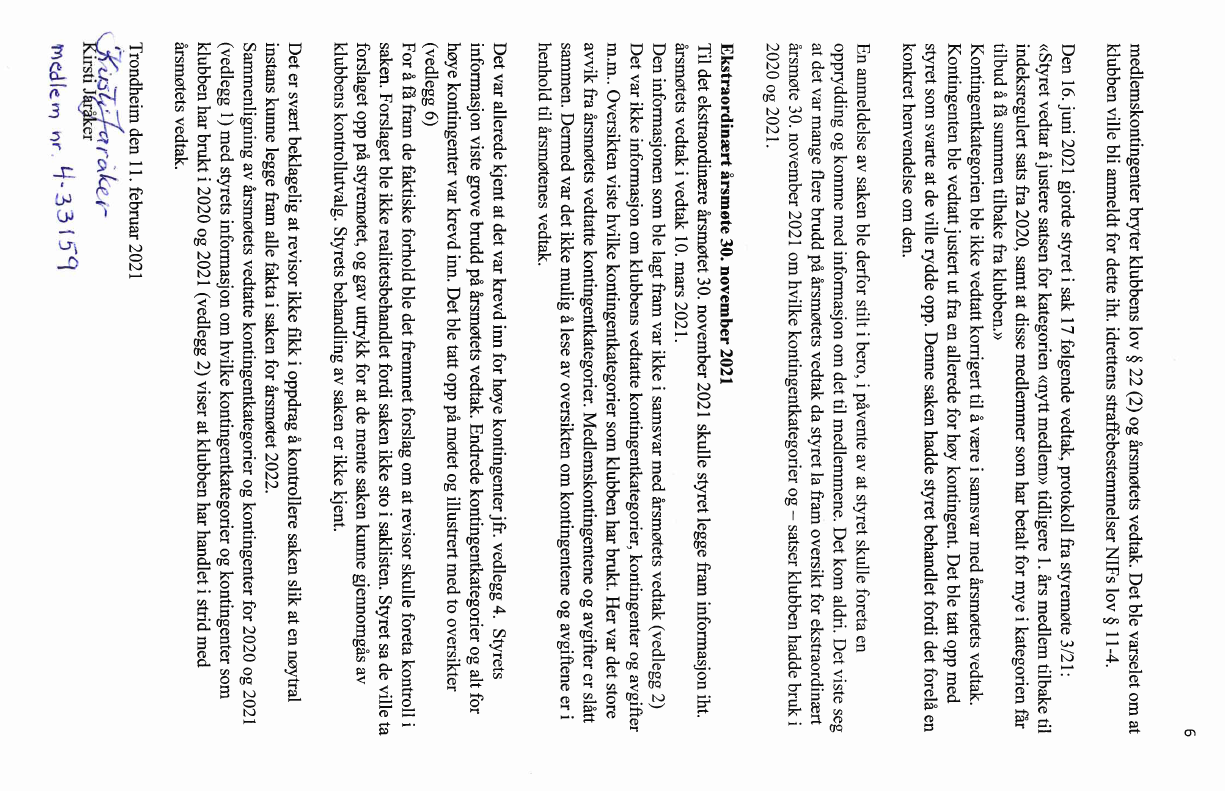 6
medlemskontingenter bryter klubbens lov § 22 (2) og årsmøtets vedtak. Det ble varselet om at
klubben ville bli anmeldt for dette iht. idrettens straffebestemmelser NIFs lov § 11-4.
Den 16. juni 2021 gjorde styret i sak 17 følgende vedtak, protokoll fra styremøte 3/21:
«Styret vedtar å justere satsen for kategorien «nytt medlem» tidligere 1. års medlem tilbake til
indeksregulert sats fra 2020, samt at disse medlemmer som har betalt for mye i kategorien får
tilbud å få summen tilbake fra klubben.»
Kontingentkategorien ble ikke vedtatt korrigert til å være i samsvar med årsmøtets vedtak.
Kontingenten ble vedtatt justert ut fra en allerede for høy kontingent. Det ble tatt opp med
styret som svarte at de ville rydde opp. Denne saken hadde styret behandlet fordi det forelå en
konkret henvendelse om den.
En anmeldelse av saken ble derfor stilt i bero, i påvente av at styret skulle foreta en
opprydding og komme med informasjon om det til medlemmene. Det kom aldri. Det viste seg
at det var mange flere brudd på årsmøtets vedtak da styret la fram oversikt for ekstraordinært
årsmøte 30. november 2021 om hvilke kontingentkategorier og – satser klubben hadde bruk i
2020 og 2021.
Ekstraordinært årsmøte 30. november 2021
Til det ekstraordinære årsmøtet 30. november 2021 skulle styret legge fram informasjon iht.
årsmøtets vedtak i vedtak 10. mars 2021.
Den informasjonen som ble lagt fram var ikke i samsvar med årsmøtets vedtak (vedlegg 2)
Det var ikke informasjon om klubbens vedtatte kontingentkategorier, kontingenter og avgifter
m.m.. Oversikten viste hvilke kontingentkategorier som klubben har brukt. Her var det store
avvik fra årsmøtets vedtatte kontingentkategorier. Medlemskontingentene og avgifter er slått
sammen. Dermed var det ikke mulig å lese av oversikten om kontingentene og avgiftene er i
henhold til årsmøtenes vedtak.
Det var allerede kjent at det var krevd inn for høye kontingenter jfr. vedlegg 4. Styrets
informasjon viste grove brudd på årsmøtets vedtak. Endrede kontingentkategorier og alt for
høye kontingenter var krevd inn. Det ble tatt opp på møtet og illustrert med to oversikter
(vedlegg 6)
For å få fram de faktiske forhold ble det fremmet forslag om at revisor skulle foreta kontroll i
saken. Forslaget ble ikke realitetsbehandlet fordi saken ikke sto i saklisten. Styret sa de ville ta
forslaget opp på styremøtet, og gav uttrykk for at de mente saken kunne gjennomgås av
klubbens kontrollutvalg. Styrets behandling av saken er ikke kjent.
Det er svært beklagelig at revisor ikke fikk i oppdrag å kontrollere saken slik at en nøytral
instans kunne legge fram alle fakta i saken for årsmøtet 2022.
Sammenligning av årsmøtets vedtatte kontingentkategorier og kontingenter for 2020 og 2021
(vedlegg 1) med styrets informasjon om hvilke kontingentkategorier og kontingenter som
klubben har brukt i 2020 og 2021 (vedlegg 2) viser at klubben har handlet i strid med
årsmøtets vedtak.
Trondheim den 11. februar 2021
Kirsti Jaråker
Kirsti Jaråker
medlem nr. 4-33159